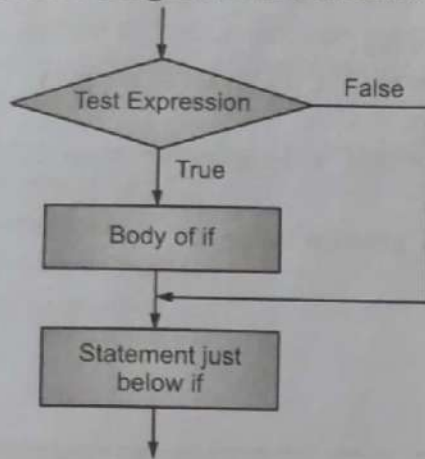 Test Expression
False
True
Body of if
Statement just
below if